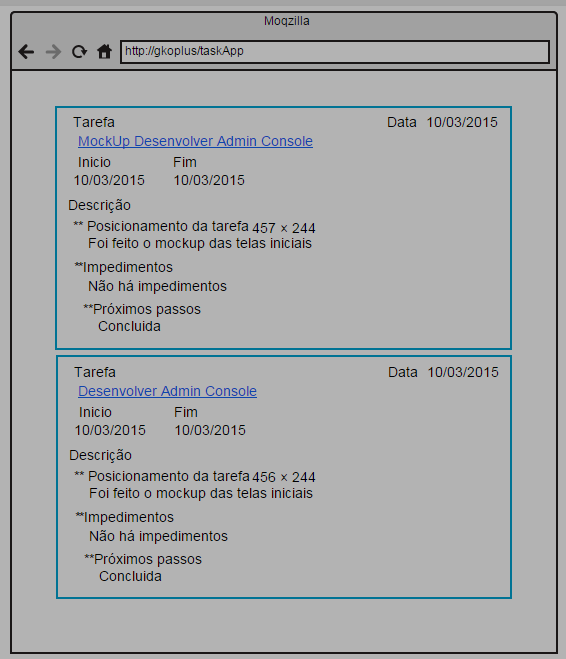 Moqzilla
http://gkoplus/taskApp
Tarefa Data 10/03/2015
MockUp Desenvolver Admin Console
Inicio Fim
10/03/2015 10/03/2015
Descrição
** Posicionamento da tarefa 457 × 244
Foi feito o mockup das telas iniciais
**Impedimentos
Não há impedimentos
**Próximos passos
Concluida
Tarefa Data 10/03/2015
Desenvolver Admin Console
Inicio Fim
10/03/2015 10/03/2015
Descrição
** Posicionamento da tarefa 456 × 244
Foi feito o mockup das telas iniciais
**Impedimentos
Não há impedimentos
**Próximos passos
Concluida